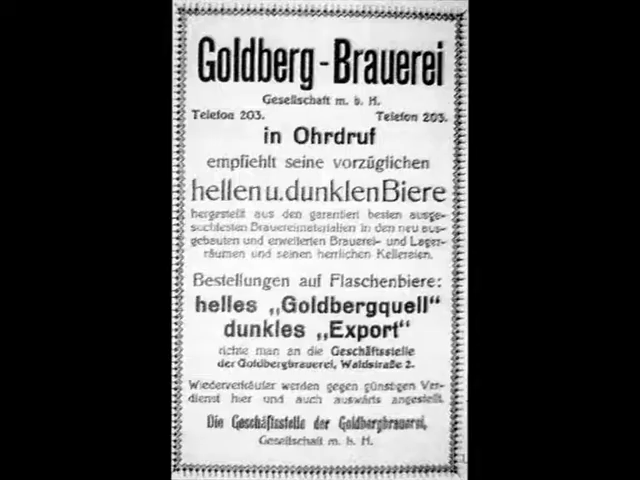 Goldberg-Brauerei
Gesellschaft m. b. H.
Telefon 203. Telefon 203.
in Ohrdruf
empfiehlt seine vorzüglichen
hellen u. dunklen Biere
hergestellt aus den garantiert besten ausge-
suchtesten Brauereimaterialien in den neu aus-
gebauten und erweiterten Brauerei- und Lager-
räumen und seinen herrlichen Kellereien.
Bestellungen auf Flaschenbiere:
helles „Goldbergquell“
dunkles „Export“
richte man an die Geschäftsstelle
der Goldbergbrauerei, Waldstraße 2.
Wiederverkäufer werden gegen günstigen Ver-
dienst hier und auch auswärts angestellt.
Die Geschäftsstelle der Goldbergbrauerei,
Gesellschaft m. b. H.